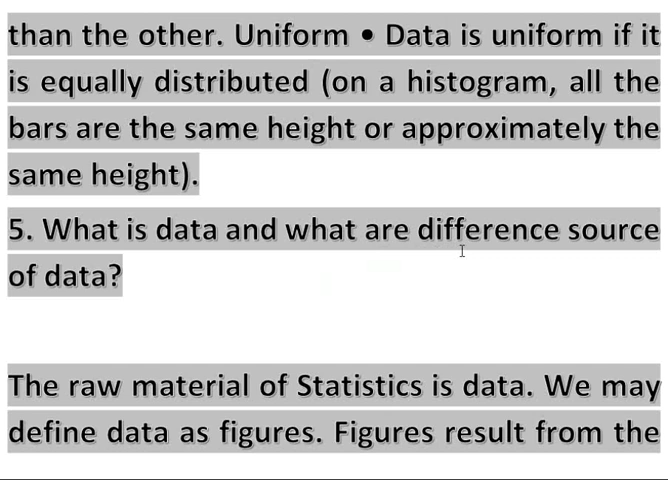 than the other. Uniform • Data is uniform if it
is equally distributed (on a histogram, all the
bars are the same height or approximately the
same height).
5. What is data and what are difference source
of data?
The raw material of Statistics is data. We may
define data as figures. Figures result from the